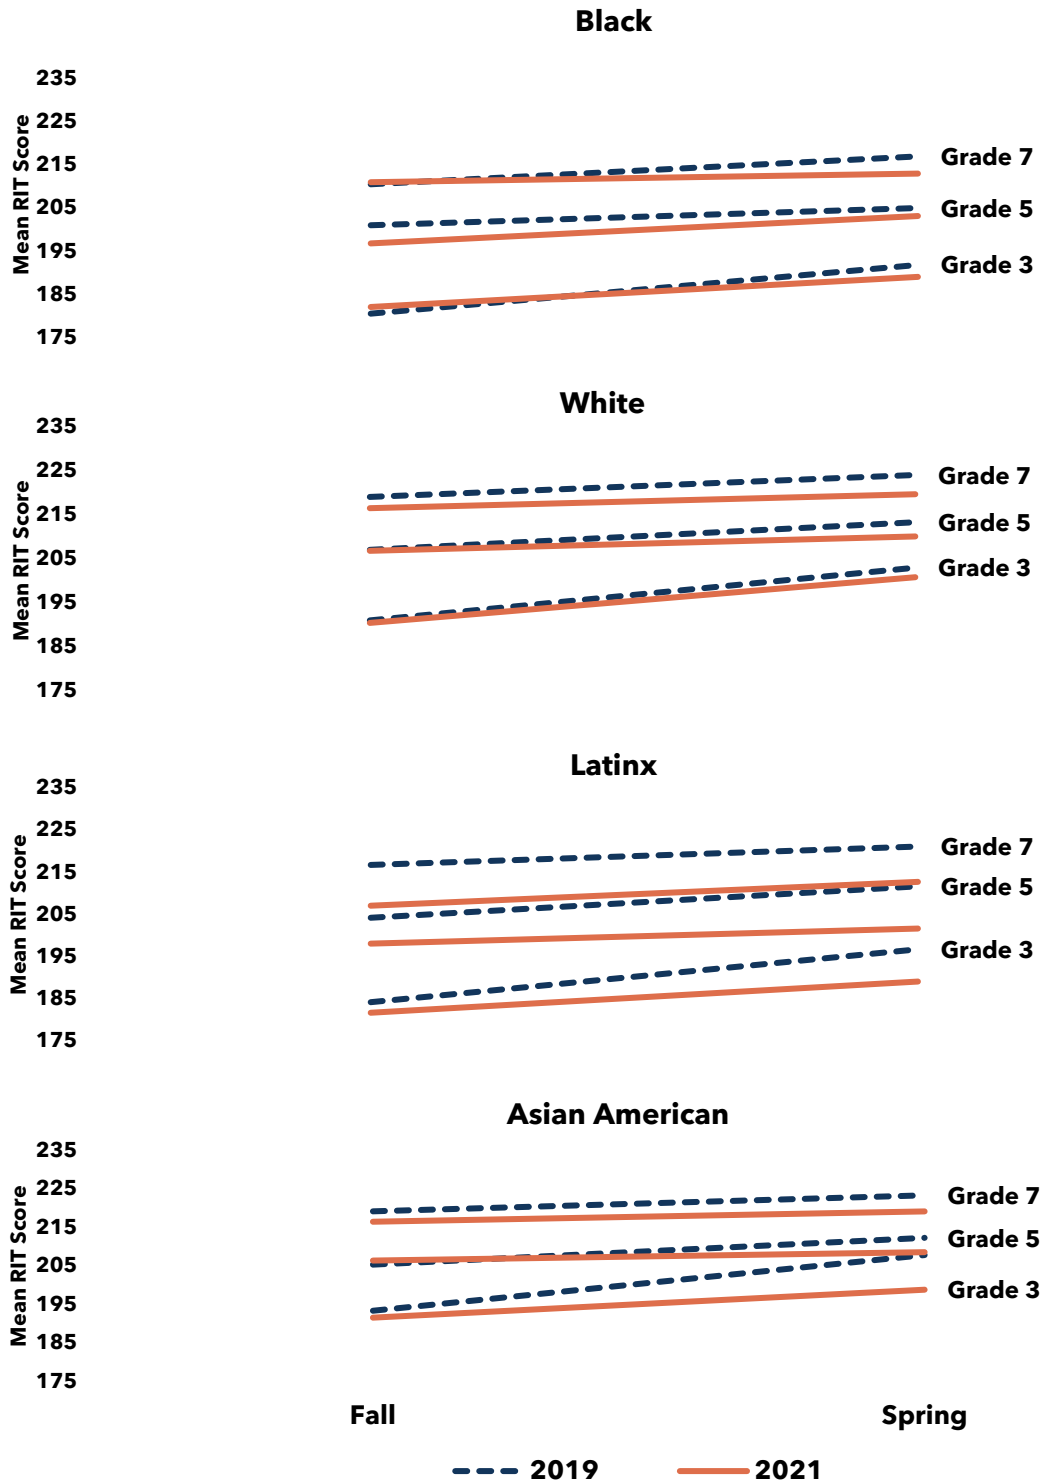 Black
235
225
215
205
195
185
175
Mean RIT Score
Grade 7
Grade 5
Grade 3
White
235
225
215
205
195
185
175
Mean RIT Score
Grade 7
Grade 5
Grade 3
Latinx
235
225
215
205
195
185
175
Mean RIT Score
Grade 7
Grade 5
Grade 3
Asian American
235
225
215
205
195
185
175
Mean RIT Score
Grade 7
Grade 5
Grade 3
Fall Spring
2019 2021